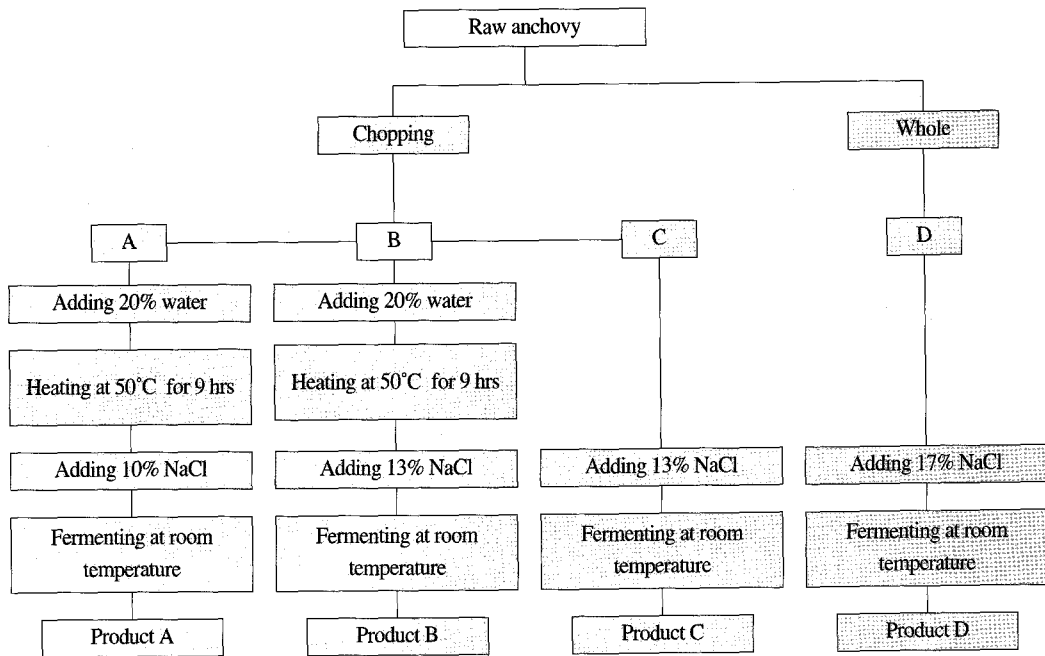 Raw anchovy
Chopping
Whole
A
B
C
D
Adding 20% water
Adding 20% water
Heating at 50°C for 9 hrs
Heating at 50°C for 9 hrs
Adding 10% NaCl
Adding 13% NaCl
Adding 13% NaCl
Adding 17% NaCl
Fermenting at room
temperature
Fermenting at room
temperature
Fermenting at room
temperature
Fermenting at room
temperature
Product A
Product B
Product C
Product D